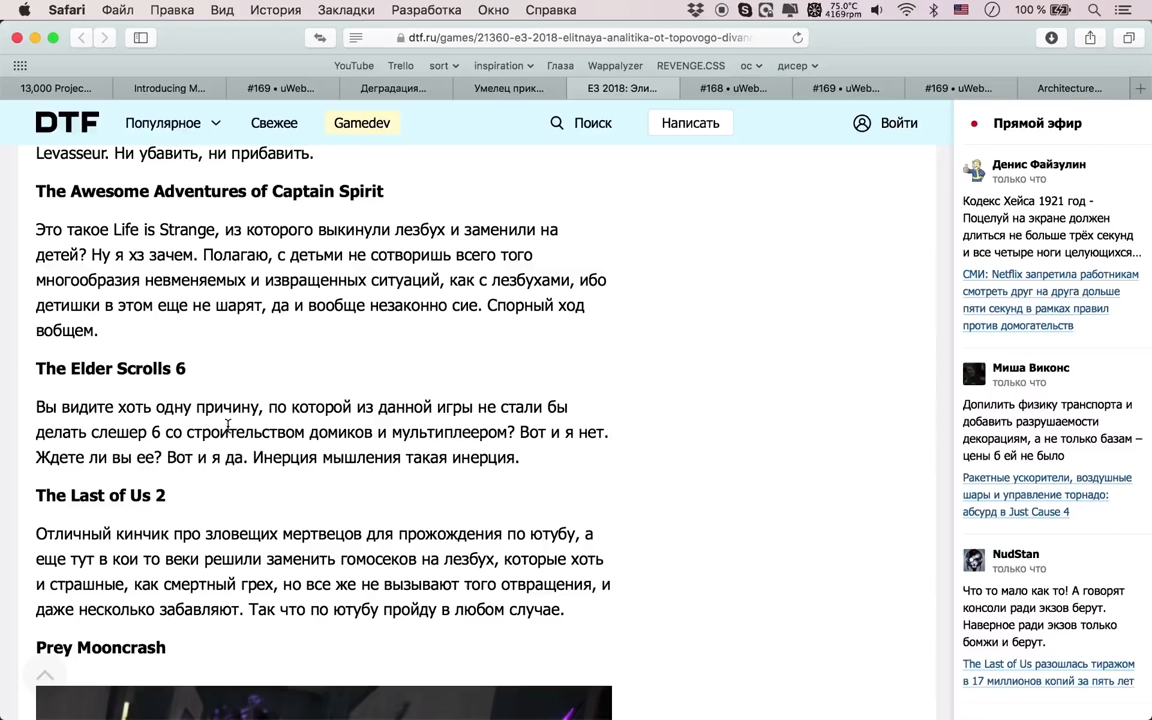 Safari Файл Правка Вид История Закладки Разработка Окно Справка 75.0°C 4169rpm 100 %
dtf.ru/games/21360-e3-2018-elitnaya-analitika-ot-topovogo-divanc
YouTube Trello sort inspiration Глаза Wappalyzer REVENGE.CSS ос дисер
13,000 Projec... Introducing M... #169 • uWeb... Деградация... Умелец прик... E3 2018: Эли... #168 • uWeb... #169 • uWeb... #169 • uWeb... Architecture...
DTF Популярное Свежее Gamedev Поиск Написать Войти
Levasseur. Ни убавить, ни прибавить.
The Awesome Adventures of Captain Spirit
Это такое Life is Strange, из которого выкинули лезбух и заменили на
детей? Ну я хз зачем. Полагаю, с детьми не сотворишь всего того
многообразия невменяемых и извращенных ситуаций, как с лезбухами, ибо
детишки в этом еще не шарят, да и вообще незаконно сие. Спорный ход
вобщем.
The Elder Scrolls 6
Вы видите хоть одну причину, по которой из данной игры не стали бы
делать слешер 6 со строительством домиков и мультиплеером? Вот и я нет.
Ждете ли вы ее? Вот и я да. Инерция мышления такая инерция.
The Last of Us 2
Отличный кинчик про зловещих мертвецов для прожождения по ютубу, а
еще тут в кои то веки решили заменить гомосеков на лезбух, которые хоть
и страшные, как смертный грех, но все же не вызывают того отвращения, и
даже несколько забавляют. Так что по ютубу пройду в любом случае.
Prey Mooncrash
Прямой эфир
Денис Файзулин
только что
Кодекс Хейса 1921 год -
Поцелуй на экране должен
длиться не больше трёх секунд
и все четыре ноги целующихся...
СМИ: Netflix запретила работникам
смотреть друг на друга дольше
пяти секунд в рамках правил
против домогательств
Миша Виконс
только что
Допилить физику транспорта и
добавить разрушаемости
декорациям, а не только базам –
цены б ей не было
Ракетные ускорители, воздушные
шары и управление торнадо:
абсурд в Just Cause 4
NudStan
только что
Что то мало как то! А говорят
консоли ради экзов берут.
Наверное ради экзов только
бомжи и берут.
The Last of Us разошлась тиражом
в 17 миллионов копий за пять лет